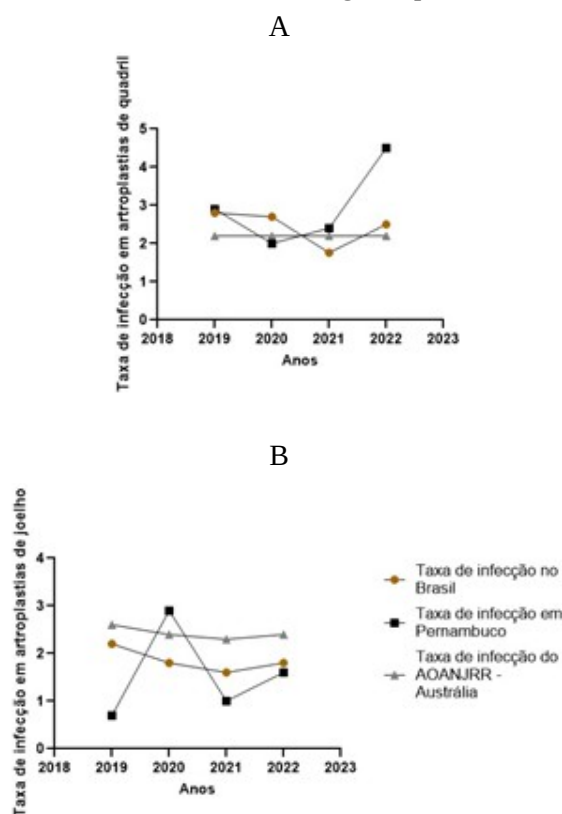 A
Taxa de infecção em artroplastias de quadril
5
4
3
2
1
0
2018 2019 2020 2021 2022 2023
Anos
B
Taxa de infecção em artroplastias de joelho
4
3
2
1
0
2018 2019 2020 2021 2022 2023
Anos
Taxa de infecção no
Brasil
Taxa de infecção em
Pernambuco
Taxa de infecção do
AOANJRR -
Austrália